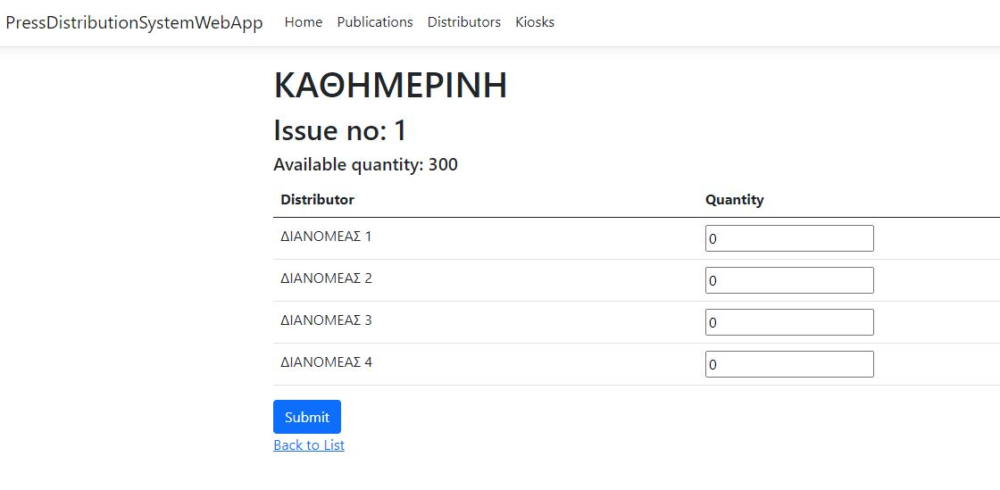 PressDistributionSystemWebApp Home Publications Distributors Kiosks
ΚΑΘΗΜΕΡΙΝΗ
Issue no: 1
Available quantity: 300
Distributor Quantity
ΔΙΑΝΟΜΕΑΣ 1 0
ΔΙΑΝΟΜΕΑΣ 2 0
ΔΙΑΝΟΜΕΑΣ 3 0
ΔΙΑΝΟΜΕΑΣ 4 0
Submit
Back to List